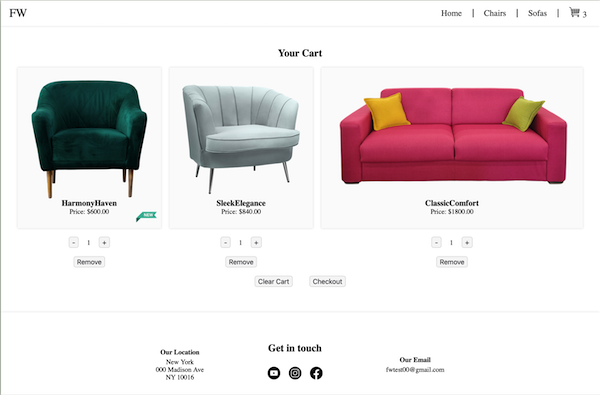 FW
Home | Chairs | Sofas | 3
Your Cart
HarmonyHaven
Price: $600.00
NEW
- 1 +
Remove
SleekElegance
Price: $840.00
- 1 +
Remove
ClassicComfort
Price: $1800.00
- 1 +
Remove
Clear Cart
Checkout
Our Location
New York
000 Madison Ave
NY 10016
Get in touch
Our Email
fwtest00@gmail.com